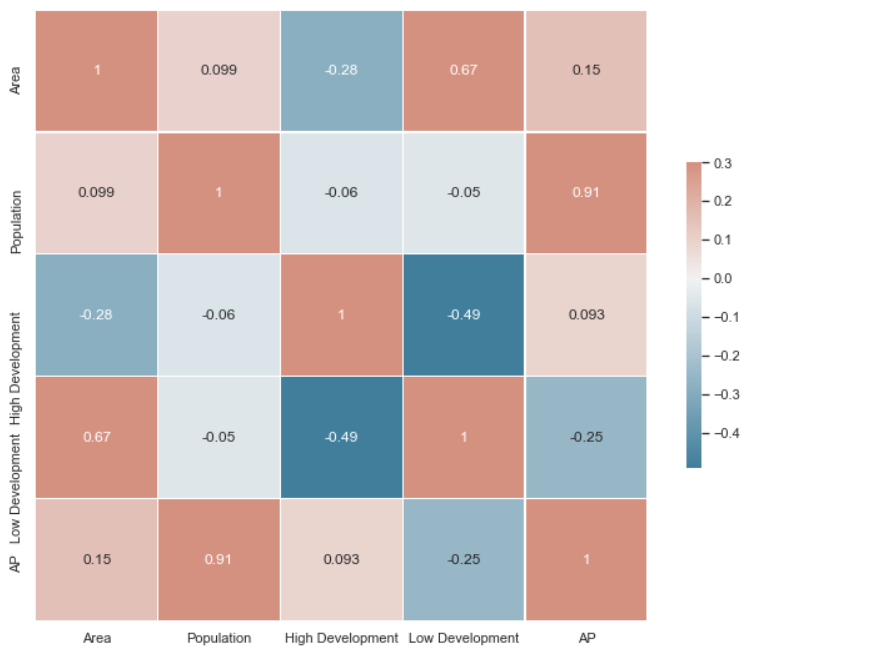 Area 1 0.099 -0.28 0.67 0.15
Population 0.099 1 -0.06 -0.05 0.91
High Development -0.28 -0.06 1 -0.49 0.093
Low Development 0.67 -0.05 -0.49 1 -0.25
AP 0.15 0.91 0.093 -0.25 1
Area Population High Development Low Development AP
0.3
0.2
0.1
0.0
−0.1
−0.2
−0.3
−0.4